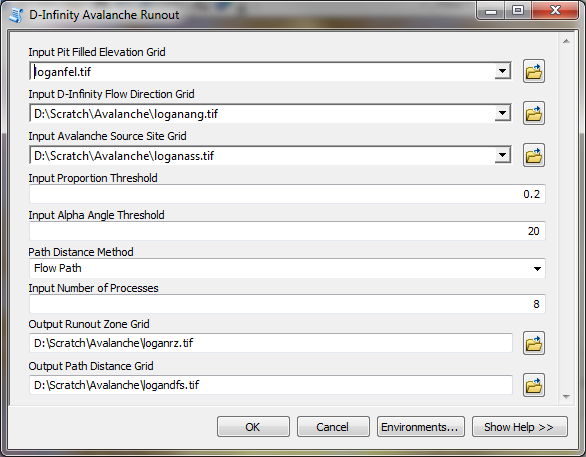 D-Infinity Avalanche Runout
Input Pit Filled Elevation Grid
loganfel.tif
Input D-Infinity Flow Direction Grid
D:\Scratch\Avalanche\loganang.tif
Input Avalanche Source Site Grid
D:\Scratch\Avalanche\loganass.tif
Input Proportion Threshold
0.2
Input Alpha Angle Threshold
20
Path Distance Method
Flow Path
Input Number of Processes
8
Output Runout Zone Grid
D:\Scratch\Avalanche\loganrz.tif
Output Path Distance Grid
D:\Scratch\Avalanche\logandfs.tif
OK Cancel Environments... Show Help >>